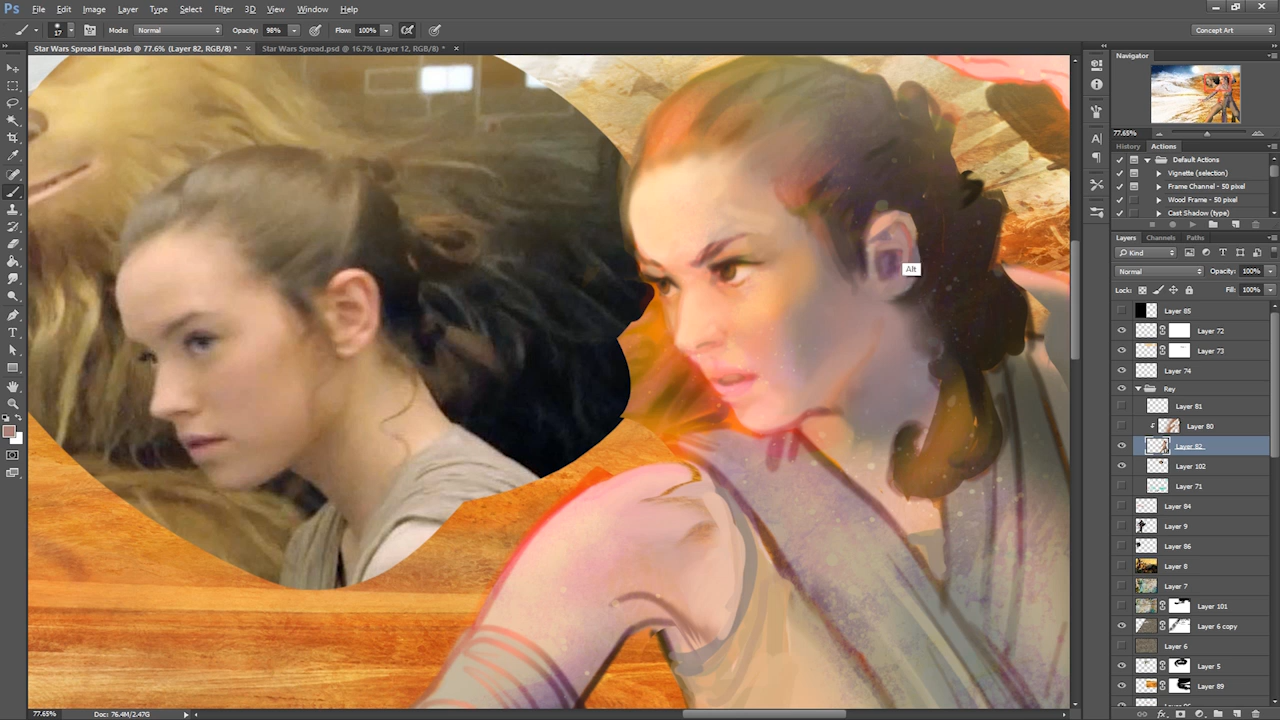 Ps File Edit Image Layer Type Select Filter 3D View Window Help
17 Mode: Normal Opacity: 98% Flow: 100% Concept Art
Star Wars Spread Final.psb @ 77.6% (Layer 82, RGB/8) * × Star Wars Spread.psd @ 16.7% (Layer 12, RGB/8) * ×
Navigator
77.65%
History Actions
Default Actions
Vignette (selection)
Frame Channel - 50 pixel
Wood Frame - 50 pixel
Cast Shadow (type)
Layers Channels Paths
Kind
Normal Opacity: 100%
Lock: Fill: 100%
Layer 85
Layer 72
Layer 73
Layer 74
Rey
Layer 81
Layer 80
Layer 82
Layer 102
Layer 71
Layer 84
Layer 9
Layer 86
Layer 8
Layer 7
Layer 101
Layer 6 copy
Layer 6
Layer 5
Layer 89
Alt
77.65% Doc: 76.4M/2.47G